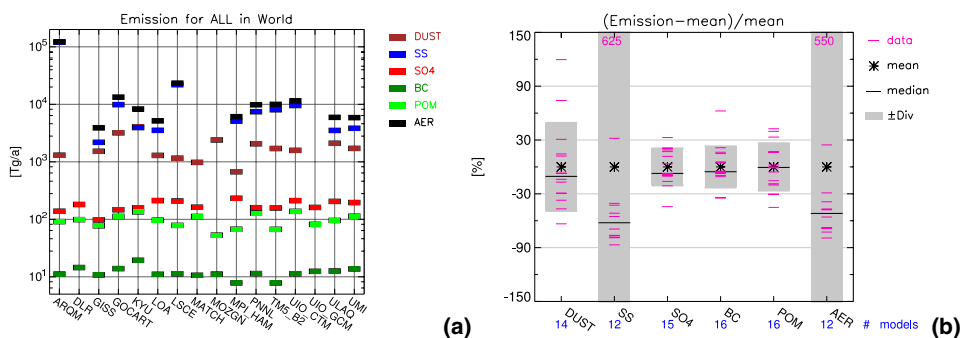 Emission for ALL in World
[Tg/a]
10^5
10^4
10^3
10^2
10^1
ARQM
DLR
GISS
GOCART
KYU
LOA
LSCE
MATCH
MOZGN
MPI_HAM
PNNL
TM5_B2
UIO_CTM
UIO_GCM
ULAQ
UMI
DUST
SS
SO4
BC
POM
AER
(a)
(Emission-mean)/mean
[%]
150
90
30
-30
-90
-150
625
550
DUST
SS
SO4
BC
POM
AER
14
12
15
16
16
12
# models
data
mean
median
±Div
(b)